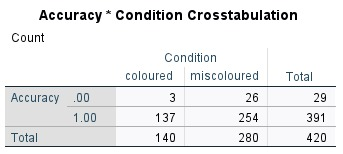 Accuracy * Condition Crosstabulation
Count
Condition
coloured miscoloured Total
Accuracy .00 3 26 29
1.00 137 254 391
Total 140 280 420